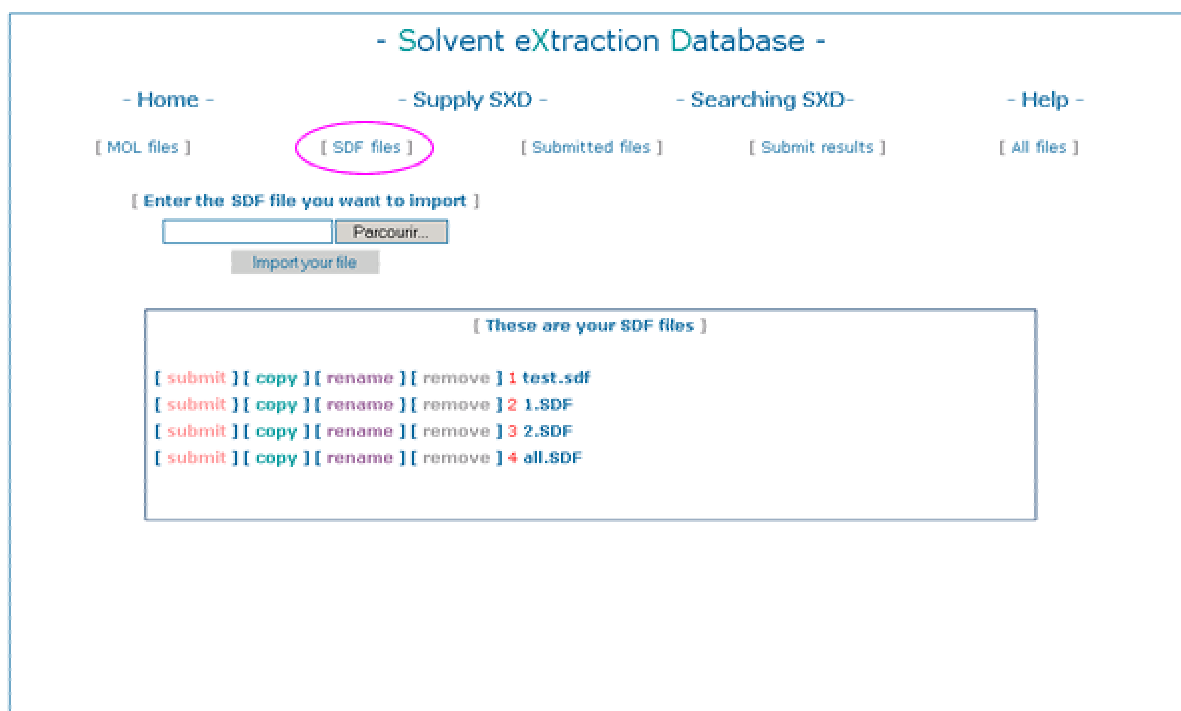 - Solvent eXtraction Database -
- Home - - Supply SXD - - Searching SXD- - Help -
[ MOL files ] [ SDF files ] [ Submitted files ] [ Submit results ] [ All files ]
[ Enter the SDF file you want to import ]
Parcourir...
Import your file
[ These are your SDF files ]
[ submit ] [ copy ] [ rename ] [ remove ] 1 test.sdf
[ submit ] [ copy ] [ rename ] [ remove ] 2 1.SDF
[ submit ] [ copy ] [ rename ] [ remove ] 3 2.SDF
[ submit ] [ copy ] [ rename ] [ remove ] 4 all.SDF